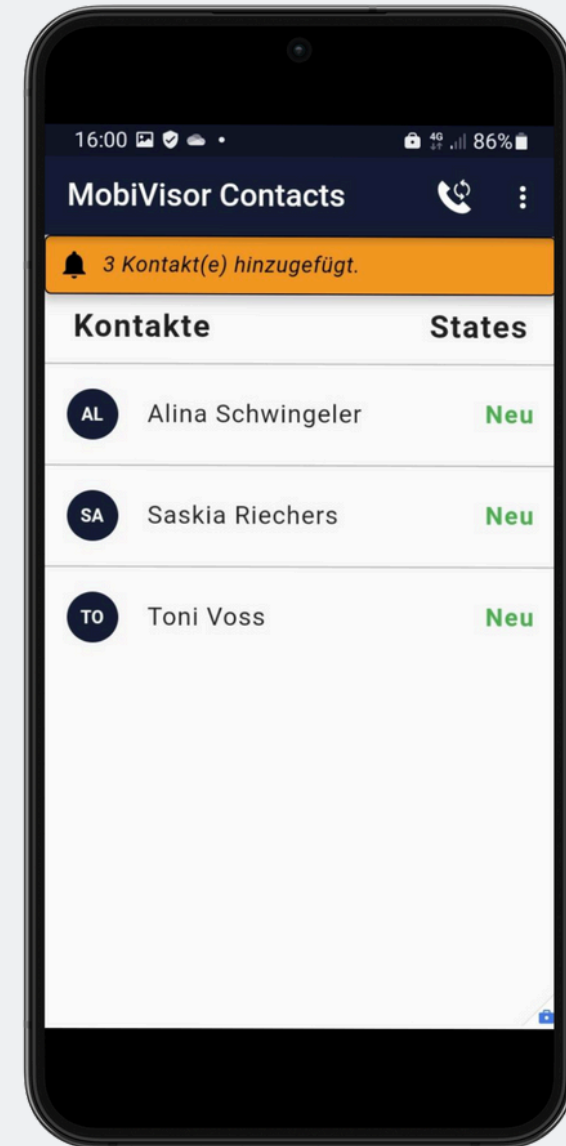 16:00 4G 86%
MobiVisor Contacts
3 Kontakt(e) hinzugefügt.
Kontakte States
AL Alina Schwingeler Neu
SA Saskia Riechers Neu
TO Toni Voss Neu